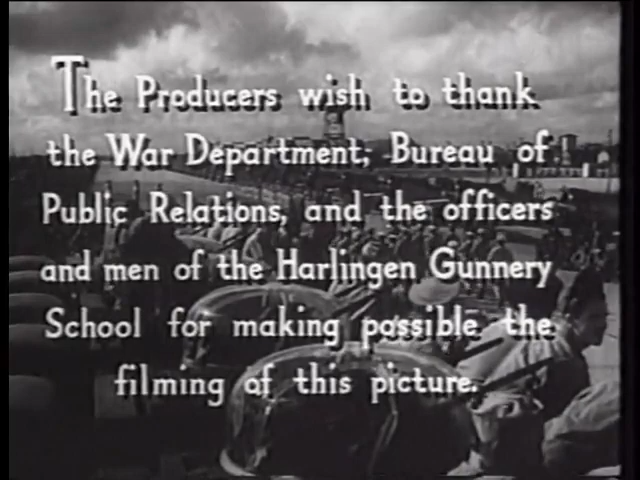 The Producers wish to thank
the War Department, Bureau of
Public Relations, and the officers
and men of the Harlingen Gunnery
School for making possible the
filming of this picture.